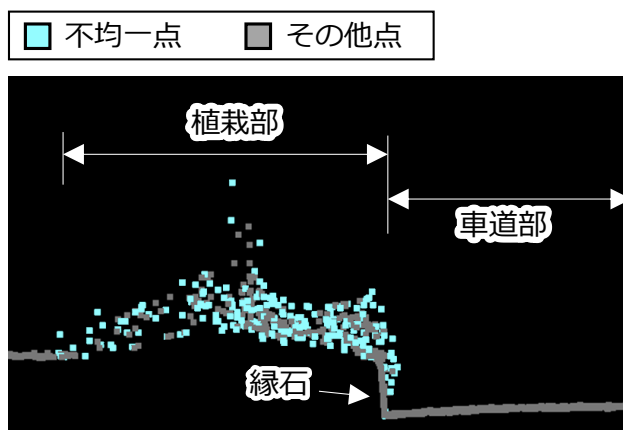 不均一点 その他点
植栽部
車道部
縁石